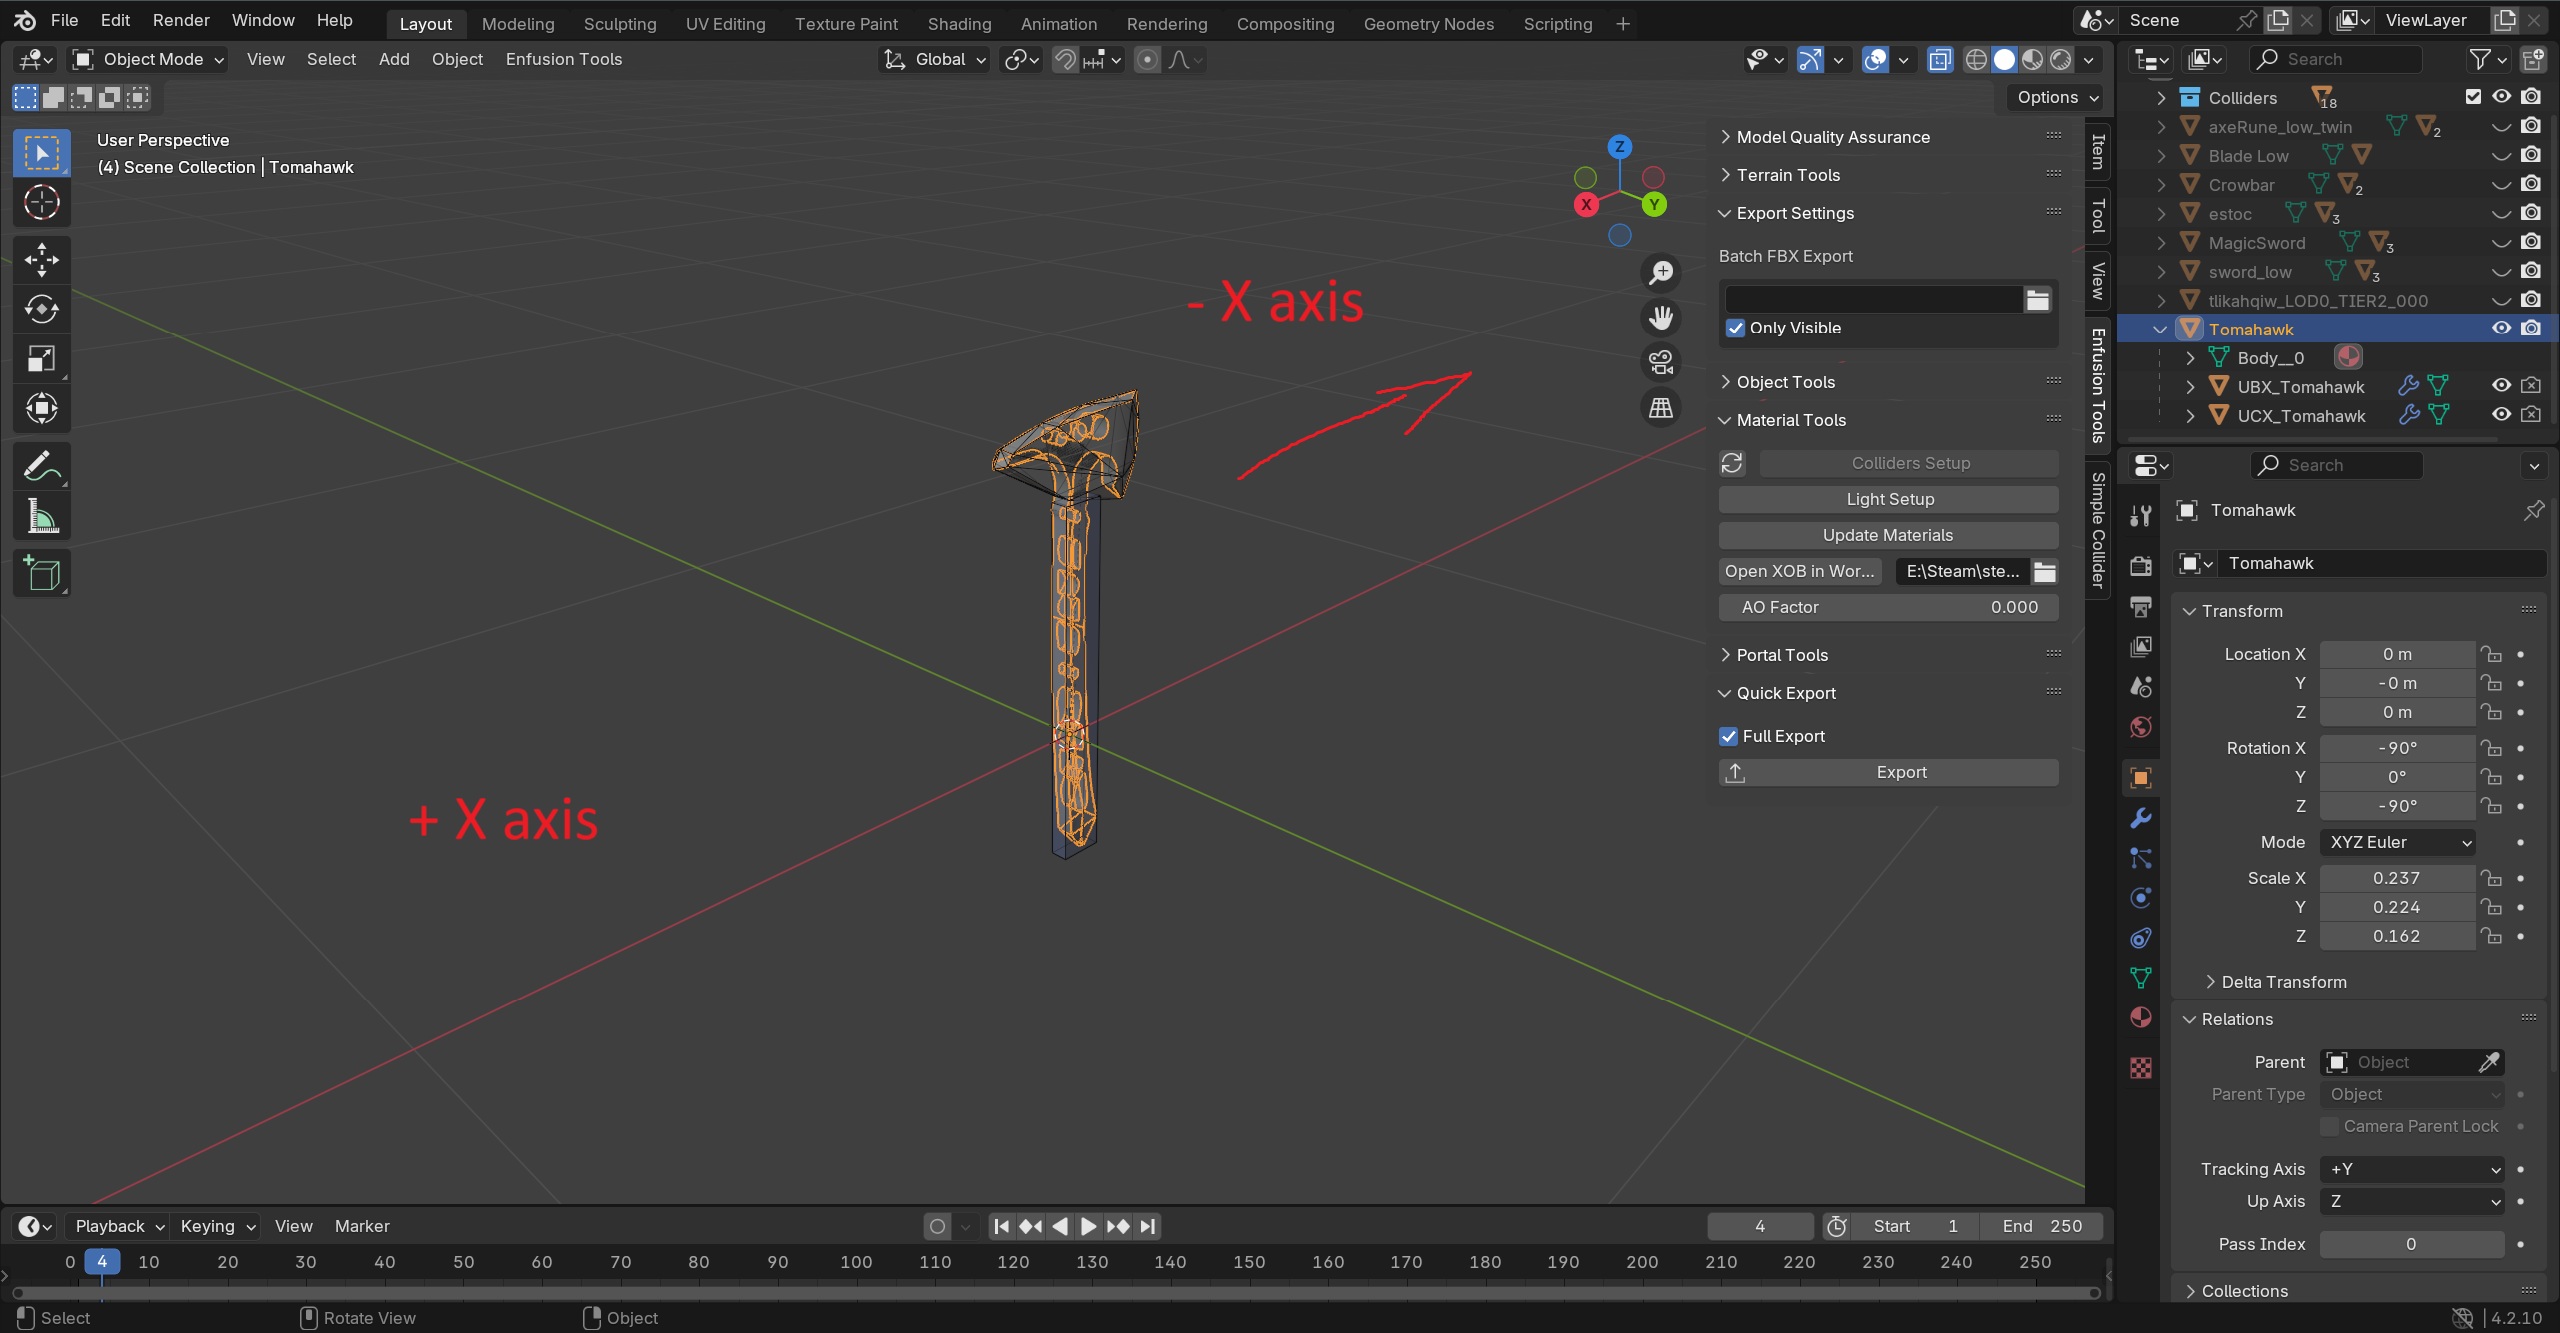 File Edit Render Window Help Layout Modeling Sculpting UV Editing Texture Paint Shading Animation Rendering Compositing Geometry Nodes Scripting + Scene ViewLayer
Object Mode View Select Add Object Enfusion Tools Global Search
Options
User Perspective
(4) Scene Collection | Tomahawk
Z
X
Y
- X axis
+ X axis
Model Quality Assurance
Terrain Tools
Export Settings
Batch FBX Export
Only Visible
Object Tools
Material Tools
Colliders Setup
Light Setup
Update Materials
Open XOB in Wor... E:\Steam\ste...
AO Factor 0.000
Portal Tools
Quick Export
Full Export
Export
Item
Tool
View
Enfusion Tools
Simple Collider
Colliders 18
axeRune_low_twin 2
Blade Low
Crowbar 2
estoc 3
MagicSword 3
sword_low 3
tlikahqiw_LOD0_TIER2_000
Tomahawk
Body__0
UBX_Tomahawk
UCX_Tomahawk
Search
Tomahawk
Tomahawk
Transform
Location X 0 m
Y -0 m
Z 0 m
Rotation X -90°
Y 0°
Z -90°
Mode XYZ Euler
Scale X 0.237
Y 0.224
Z 0.162
Delta Transform
Relations
Parent Object
Parent Type Object
Camera Parent Lock
Tracking Axis +Y
Up Axis Z
Pass Index 0
Collections
Playback Keying View Marker 4 Start 1 End 250
0 4 10 20 30 40 50 60 70 80 90 100 110 120 130 140 150 160 170 180 190 200 210 220 230 240 250
Select Rotate View Object 4.2.10